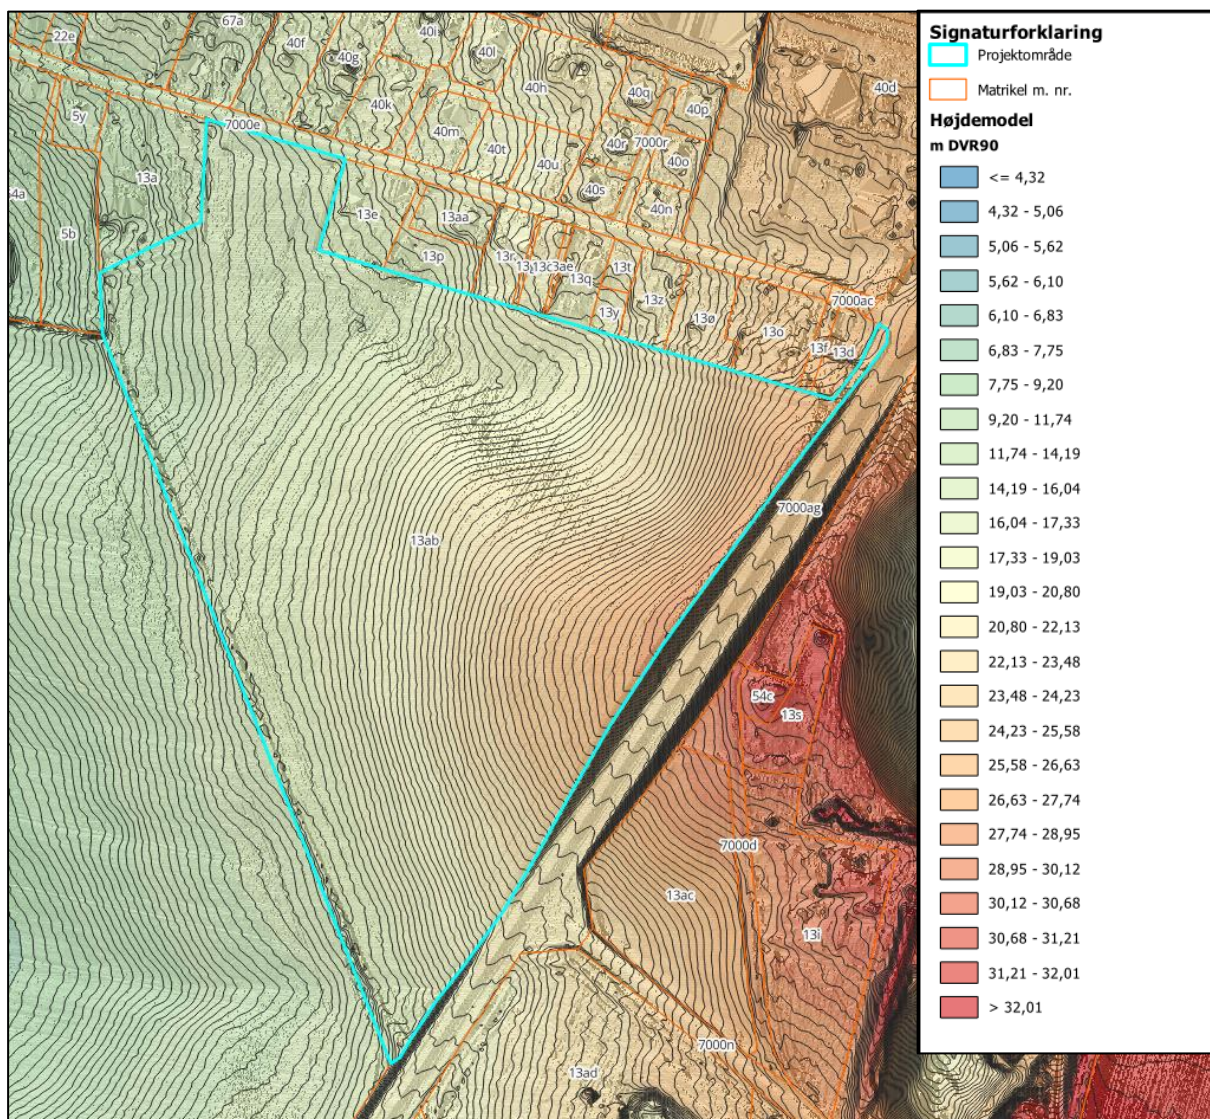 67a
22e
40f
40i
40g
40l
40h
40d
40q
40p
40k
5y
7000e
40m
40r
7000r
40t
40o
40u
13a
40s
4a
13e
13aa
40n
5b
13p
13t
13q
13z
7000ac
13y
13ø
13o
13f
13d
7000ag
13ab
54c
13s
7000d
13ac
13i
7000n
13ad
Signaturforklaring
Projektområde
Matrikel m. nr.
Højdemodel
m DVR90
<= 4,32
4,32 - 5,06
5,06 - 5,62
5,62 - 6,10
6,10 - 6,83
6,83 - 7,75
7,75 - 9,20
9,20 - 11,74
11,74 - 14,19
14,19 - 16,04
16,04 - 17,33
17,33 - 19,03
19,03 - 20,80
20,80 - 22,13
22,13 - 23,48
23,48 - 24,23
24,23 - 25,58
25,58 - 26,63
26,63 - 27,74
27,74 - 28,95
28,95 - 30,12
30,12 - 30,68
30,68 - 31,21
31,21 - 32,01
> 32,01